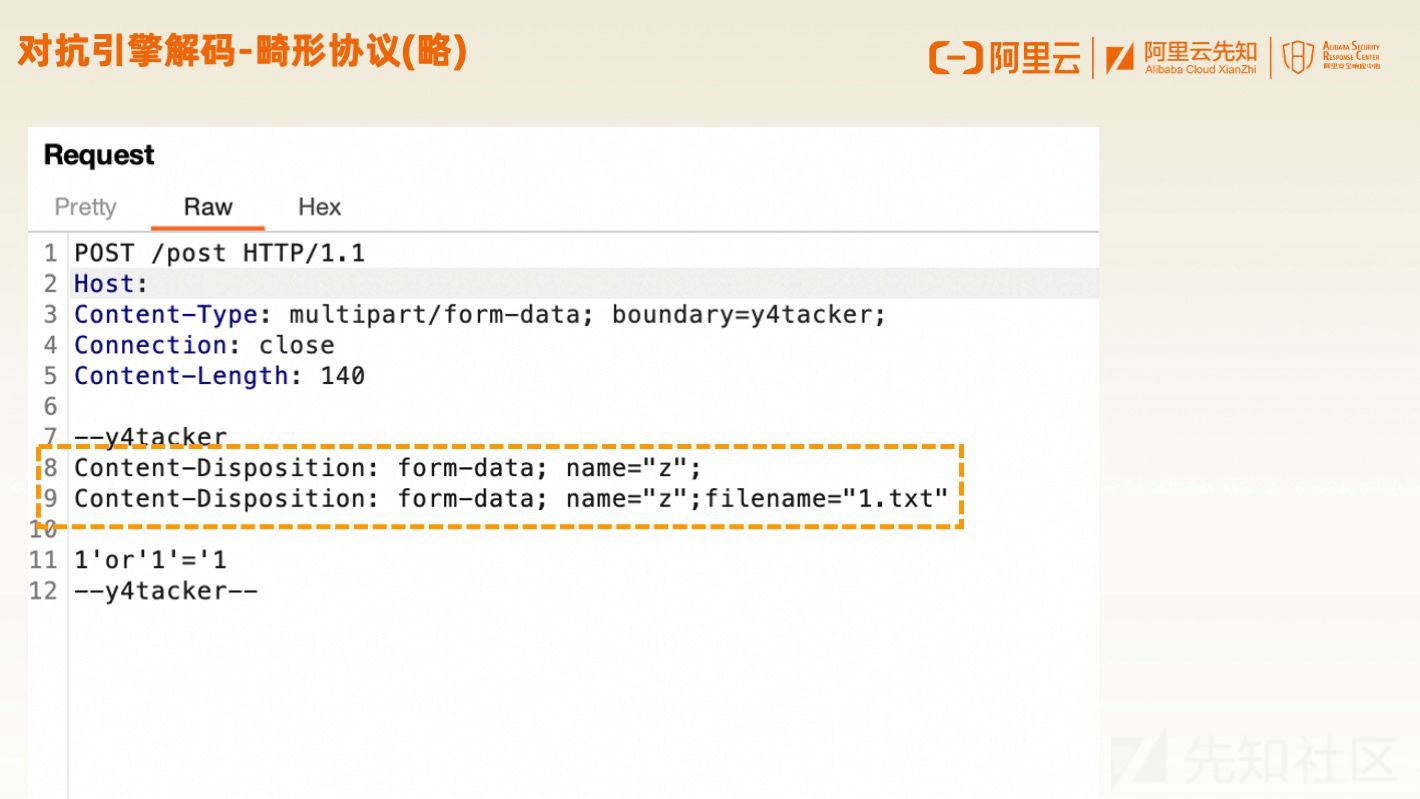 对抗引擎解码-畸形协议(略)
阿里云
阿里云先知
Alibaba Cloud XianZhi
ALIBABA SECURITY
RESPONSE CENTER
阿里安全响应中心
Request
Pretty Raw Hex
1 POST /post HTTP/1.1
2 Host:
3 Content-Type: multipart/form-data; boundary=y4tacker;
4 Connection: close
5 Content-Length: 140
6
7 --y4tacker
8 Content-Disposition: form-data; name="z";
9 Content-Disposition: form-data; name="z";filename="1.txt"
10
11 1'or'1'='1
12 --y4tacker--
先知社区